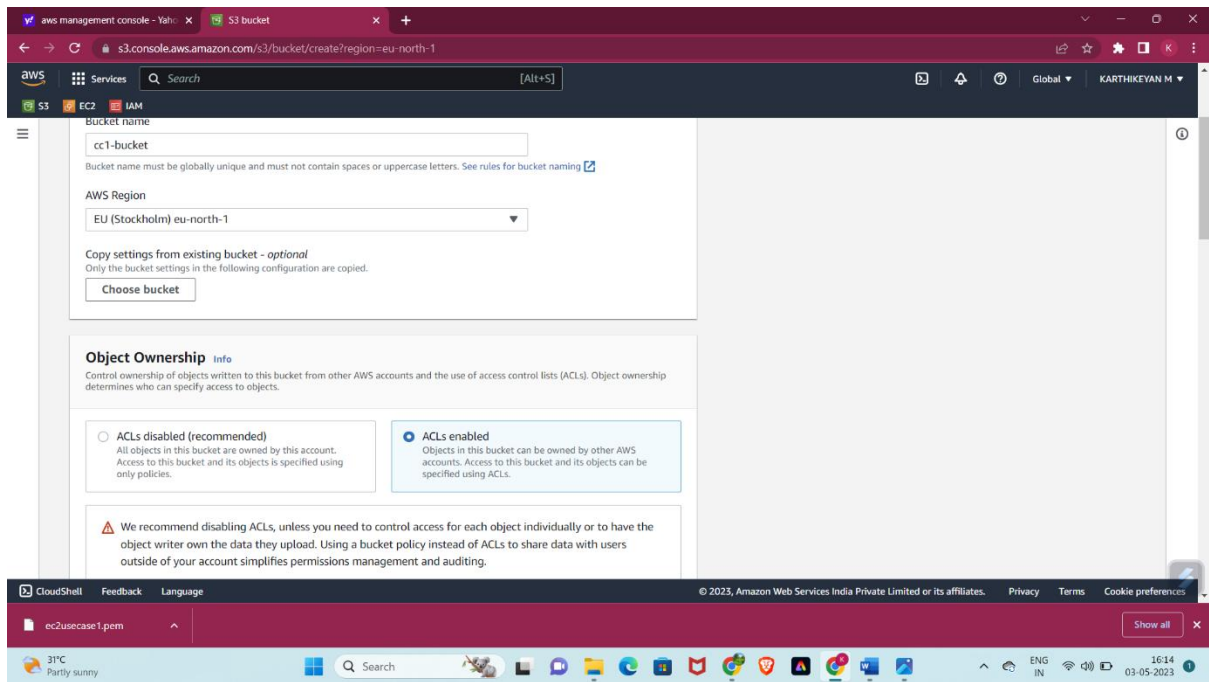 aws management console - Yaho
S3 bucket
s3.console.aws.amazon.com/s3/bucket/create?region=eu-north-1
K
aws
Services
Search
[Alt+S]
Global
KARTHIKEYAN M
S3
EC2
IAM
Bucket name
cc1-bucket
Bucket name must be globally unique and must not contain spaces or uppercase letters. See rules for bucket naming
AWS Region
EU (Stockholm) eu-north-1
Copy settings from existing bucket - optional
Only the bucket settings in the following configuration are copied.
Choose bucket
Object Ownership Info
Control ownership of objects written to this bucket from other AWS accounts and the use of access control lists (ACLs). Object ownership
determines who can specify access to objects.
ACLs disabled (recommended)
All objects in this bucket are owned by this account.
Access to this bucket and its objects is specified using
only policies.
ACLs enabled
Objects in this bucket can be owned by other AWS
accounts. Access to this bucket and its objects can be
specified using ACLs.
We recommend disabling ACLs, unless you need to control access for each object individually or to have the
object writer own the data they upload. Using a bucket policy instead of ACLs to share data with users
outside of your account simplifies permissions management and auditing.
CloudShell
Feedback
Language
© 2023, Amazon Web Services India Private Limited or its affiliates.
Privacy
Terms
Cookie preferences
ec2usecase1.pem
Show all
31°C
Partly sunny
Search
ENG
IN
16:14
03-05-2023
1